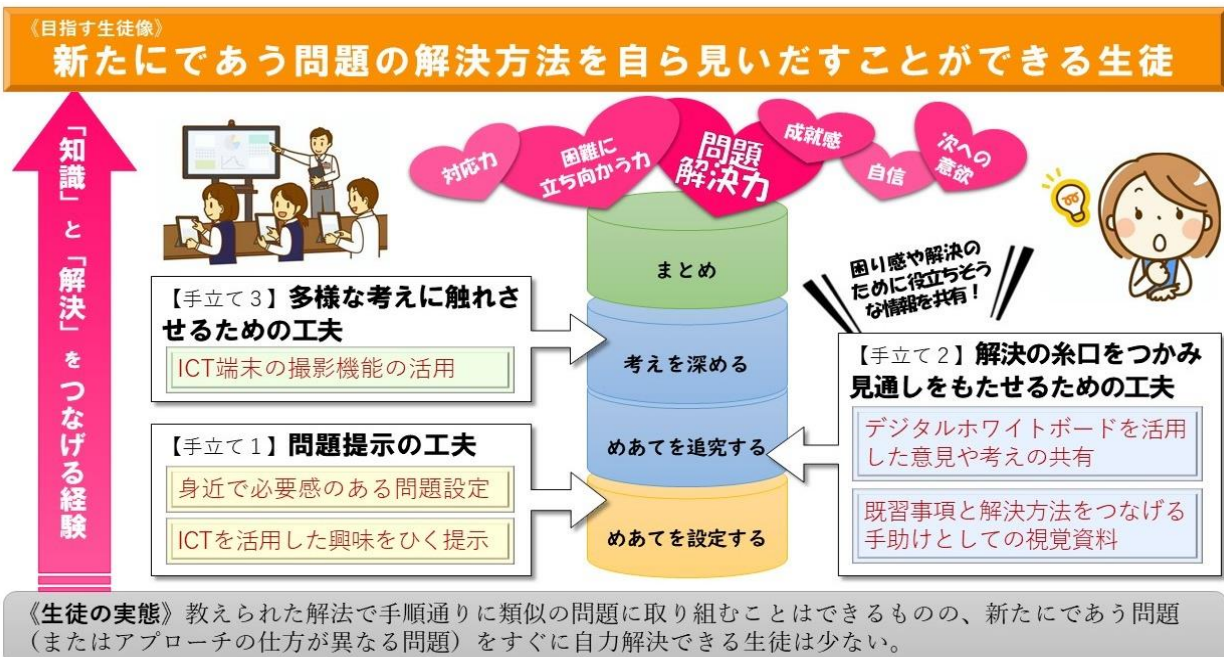 《目指す生徒像》
新たにであう問題の解決方法を自ら見いだすことができる生徒
「知識」と「解決」をつなげる経験
対応力
困難に
立ち向かう力
問題
解決力
成就感
自信
次への
意欲
困り感や解決の
ために役立ちそう
な情報を共有！
まとめ
考えを深める
めあてを追究する
めあてを設定する
【手立て３】多様な考えに触れさ
せるための工夫
ICT端末の撮影機能の活用
【手立て１】問題提示の工夫
身近で必要感のある問題設定
ICTを活用した興味をひく提示
【手立て２】解決の糸口をつかみ
見通しをもたせるための工夫
デジタルホワイトボードを活用
した意見や考えの共有
既習事項と解決方法をつなげる
手助けとしての視覚資料
《生徒の実態》教えられた解法で手順通りに類似の問題に取り組むことはできるものの、新たにであう問題
（またはアプローチの仕方が異なる問題）をすぐに自力解決できる生徒は少ない。